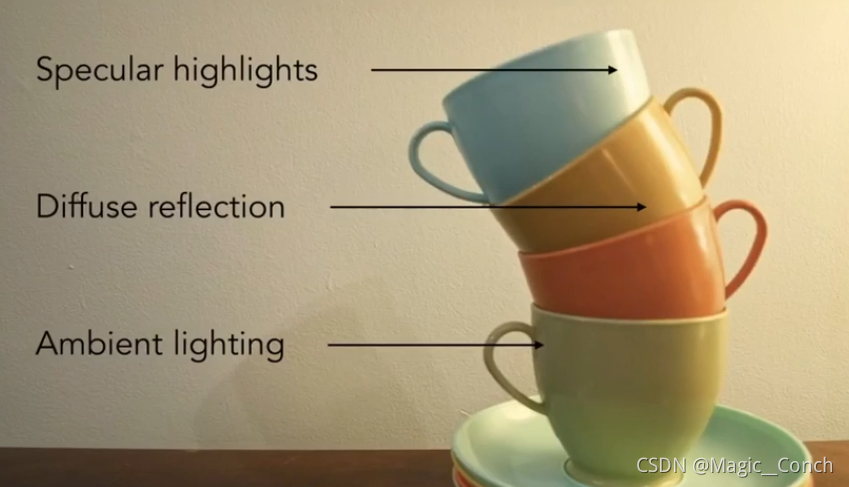 Specular highlights
Diffuse reflection
Ambient lighting
CSDN @Magic__Conch